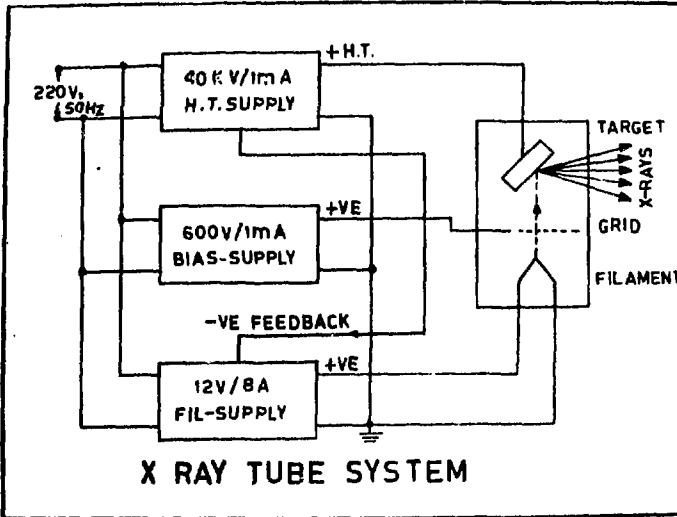 +H.T.
40KV/1mA
H.T.SUPPLY
220V,
50Hz
TARGET
X-RAYS
GRID
FILAMENT
+VE
600V/1mA
BIAS-SUPPLY
-VE FEEDBACK
+VE
12V/8A
FIL-SUPPLY
X RAY TUBE SYSTEM